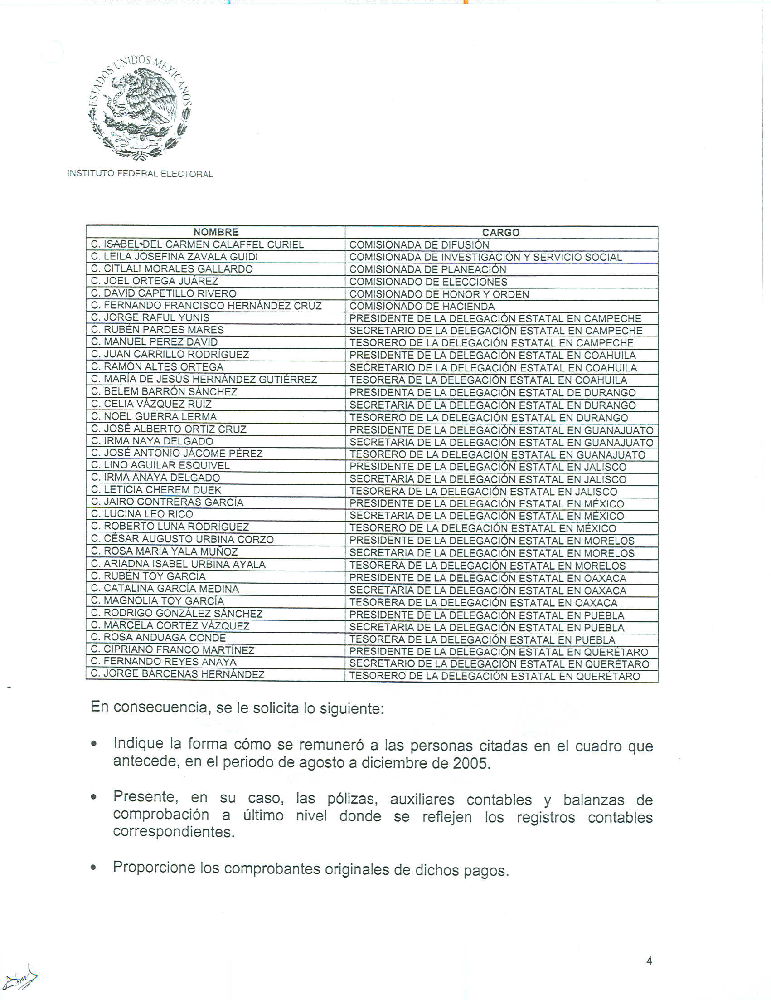 ESTADOS UNIDOS MEXICANOS
INSTITUTO FEDERAL ELECTORAL
NOMBRE CARGO
C. ISABEL DEL CARMEN CALAFFEL CURIEL COMISIONADA DE DIFUSIÓN
C. LEILA JOSEFINA ZAVALA GUIDI COMISIONADA DE INVESTIGACIÓN Y SERVICIO SOCIAL
C. CITLALI MORALES GALLARDO COMISIONADA DE PLANEACIÓN
C. JOEL ORTEGA JUÁREZ COMISIONADO DE ELECCIONES
C. DAVID CAPETILLO RIVERO COMISIONADO DE HONOR Y ORDEN
C. FERNANDO FRANCISCO HERNÁNDEZ CRUZ COMISIONADO DE HACIENDA
C. JORGE RAFUL YUNIS PRESIDENTE DE LA DELEGACIÓN ESTATAL EN CAMPECHE
C. RUBÉN PARDES MARES SECRETARIO DE LA DELEGACIÓN ESTATAL EN CAMPECHE
C. MANUEL PÉREZ DAVID TESORERO DE LA DELEGACIÓN ESTATAL EN CAMPECHE
C. JUAN CARRILLO RODRÍGUEZ PRESIDENTE DE LA DELEGACIÓN ESTATAL EN COAHUILA
C. RAMÓN ALTES ORTEGA SECRETARIO DE LA DELEGACIÓN ESTATAL EN COAHUILA
C. MARÍA DE JESÚS HERNÁNDEZ GUTIÉRREZ TESORERA DE LA DELEGACIÓN ESTATAL EN COAHUILA
C. BELEM BARRÓN SÁNCHEZ PRESIDENTA DE LA DELEGACIÓN ESTATAL DE DURANGO
C. CELIA VÁZQUEZ RUIZ SECRETARIA DE LA DELEGACIÓN ESTATAL EN DURANGO
C. NOEL GUERRA LERMA TESORERO DE LA DELEGACIÓN ESTATAL EN DURANGO
C. JOSÉ ALBERTO ORTIZ CRUZ PRESIDENTE DE LA DELEGACIÓN ESTATAL EN GUANAJUATO
C. IRMA NAYA DELGADO SECRETARIA DE LA DELEGACIÓN ESTATAL EN GUANAJUATO
C. JOSÉ ANTONIO JÁCOME PÉREZ TESORERO DE LA DELEGACIÓN ESTATAL EN GUANAJUATO
C. LINO AGUILAR ESQUIVEL PRESIDENTE DE LA DELEGACIÓN ESTATAL EN JALISCO
C. IRMA ANAYA DELGADO SECRETARIA DE LA DELEGACIÓN ESTATAL EN JALISCO
C. LETICIA CHEREM DUEK TESORERA DE LA DELEGACIÓN ESTATAL EN JALISCO
C. JAIRO CONTRERAS GARCÍA PRESIDENTE DE LA DELEGACIÓN ESTATAL EN MÉXICO
C. LUCINA LEO RICO SECRETARIA DE LA DELEGACIÓN ESTATAL EN MÉXICO
C. ROBERTO LUNA RODRÍGUEZ TESORERO DE LA DELEGACIÓN ESTATAL EN MÉXICO
C. CÉSAR AUGUSTO URBINA CORZO PRESIDENTE DE LA DELEGACIÓN ESTATAL EN MORELOS
C. ROSA MARÍA YALA MUÑOZ SECRETARIA DE LA DELEGACIÓN ESTATAL EN MORELOS
C. ARIADNA ISABEL URBINA AYALA TESORERA DE LA DELEGACIÓN ESTATAL EN MORELOS
C. RUBÉN TOY GARCÍA PRESIDENTE DE LA DELEGACIÓN ESTATAL EN OAXACA
C. CATALINA GARCÍA MEDINA SECRETARIA DE LA DELEGACIÓN ESTATAL EN OAXACA
C. MAGNOLIA TOY GARCÍA TESORERA DE LA DELEGACIÓN ESTATAL EN OAXACA
C. RODRIGO GONZÁLEZ SÁNCHEZ PRESIDENTE DE LA DELEGACIÓN ESTATAL EN PUEBLA
C. MARCELA CORTÉZ VÁZQUEZ SECRETARIA DE LA DELEGACIÓN ESTATAL EN PUEBLA
C. ROSA ANDUAGA CONDE TESORERA DE LA DELEGACIÓN ESTATAL EN PUEBLA
C. CIPRIANO FRANCO MARTÍNEZ PRESIDENTE DE LA DELEGACIÓN ESTATAL EN QUERÉTARO
C. FERNANDO REYES ANAYA SECRETARIO DE LA DELEGACIÓN ESTATAL EN QUERÉTARO
C. JORGE BÁRCENAS HERNÁNDEZ TESORERO DE LA DELEGACIÓN ESTATAL EN QUERÉTARO
En consecuencia, se le solicita lo siguiente:
• Indique la forma cómo se remuneró a las personas citadas en el cuadro que
antecede, en el periodo de agosto a diciembre de 2005.
• Presente, en su caso, las pólizas, auxiliares contables y balanzas de
comprobación a último nivel donde se reflejen los registros contables
correspondientes.
• Proporcione los comprobantes originales de dichos pagos.
4